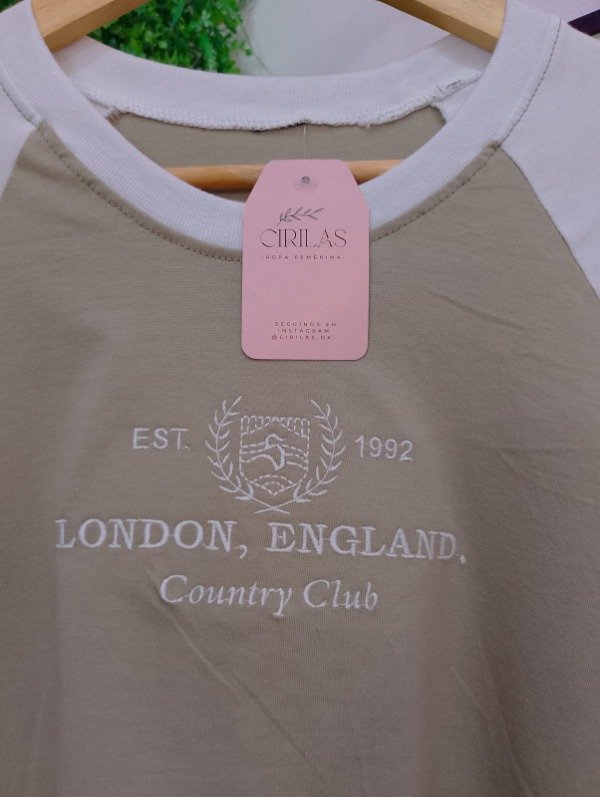 CIRILAS
·ROPA FEMENINA·
·SEGUINOS EN
INSTAGRAM
@CIRILAS.OK·
EST. 1992
LONDON, ENGLAND.
Country Club